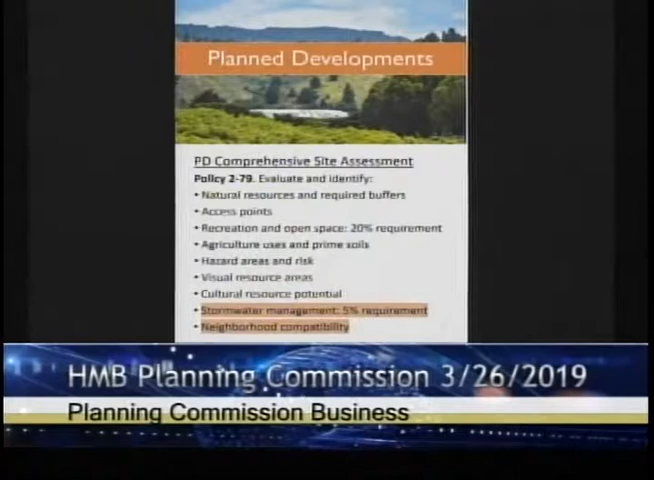 Planned Developments
PD Comprehensive Site Assessment
Policy 2-79. Evaluate and identify:
• Natural resources and required buffers
• Access points
• Recreation and open space: 20% requirement
• Agriculture uses and prime soils
• Hazard areas and risk
• Visual resource areas
• Cultural resource potential
• Stormwater management: 5% requirement
• Neighborhood compatibility
HMB Planning Commission 3/26/2019
Planning Commission Business